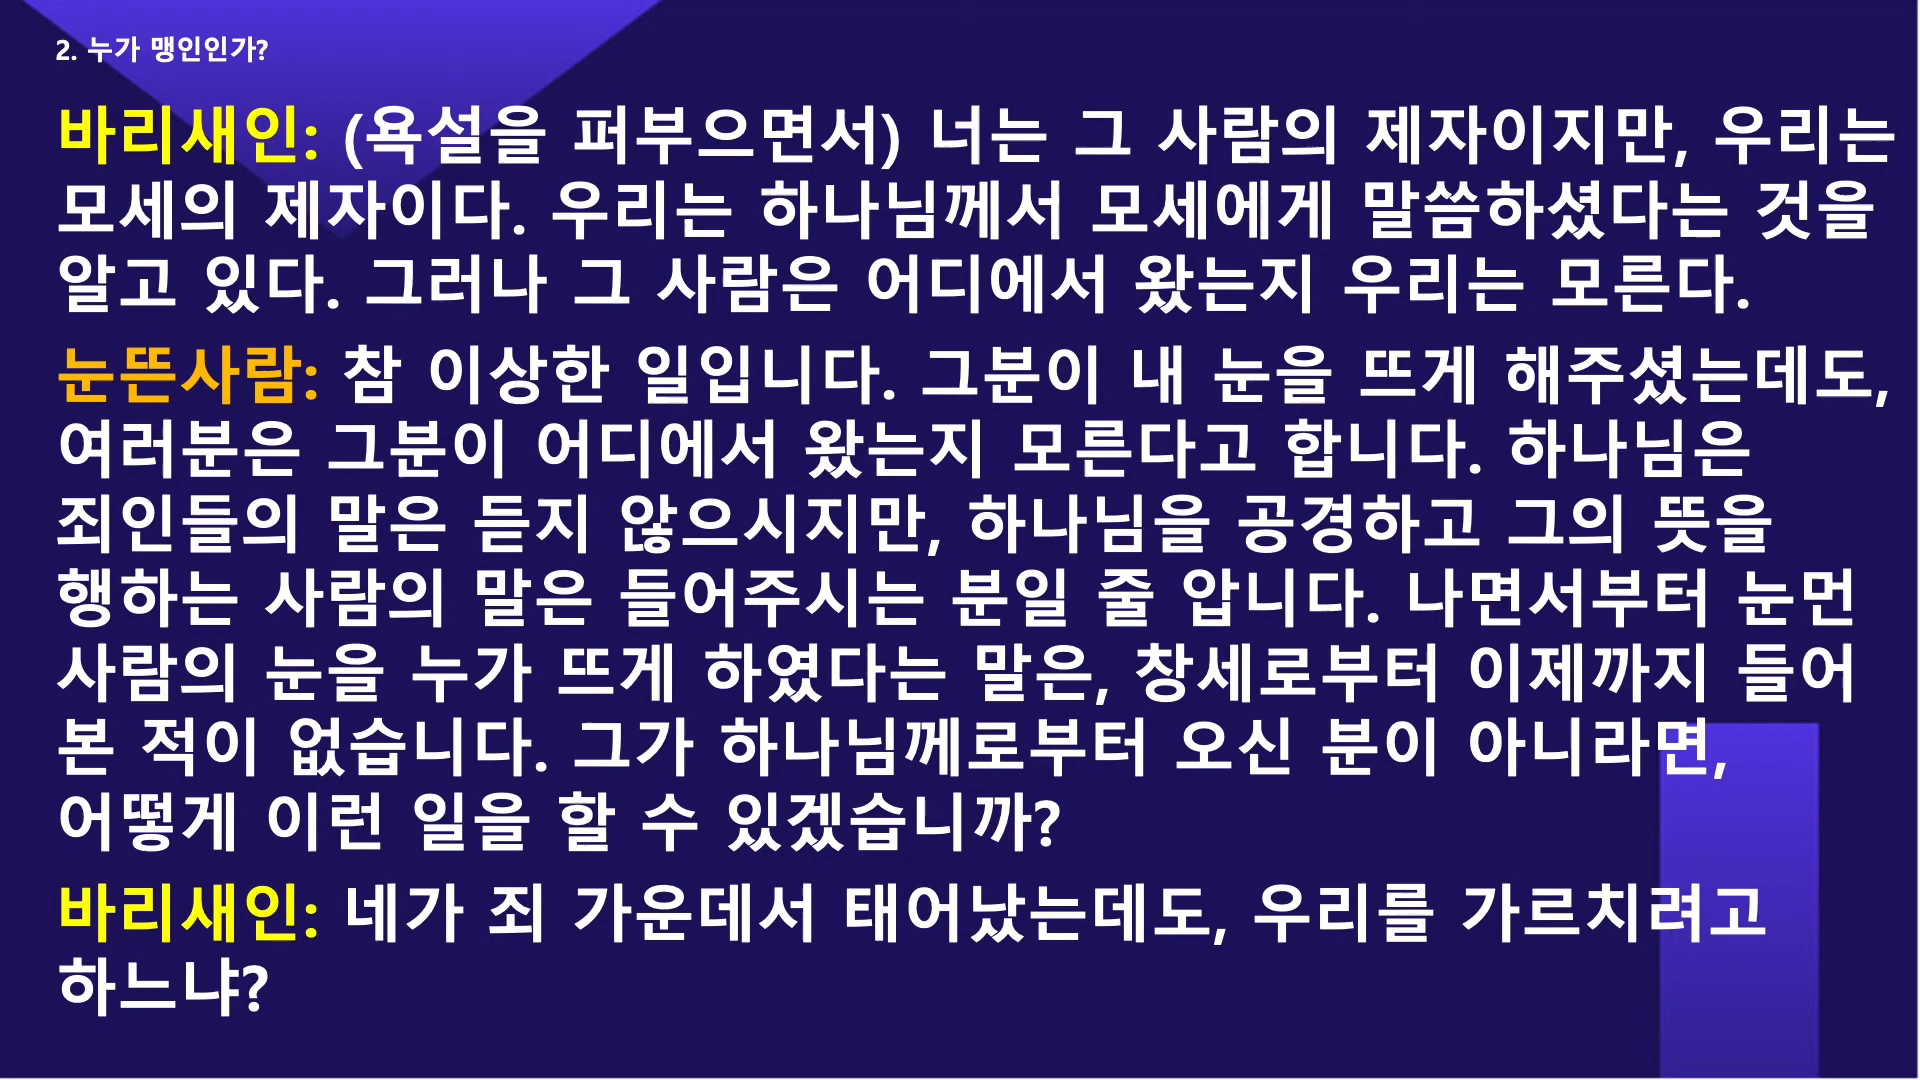 2. 누가 맹인인가?
바리새인: (욕설을 퍼부으면서) 너는 그 사람의 제자이지만, 우리는
모세의 제자이다. 우리는 하나님께서 모세에게 말씀하셨다는 것을
알고 있다. 그러나 그 사람은 어디에서 왔는지 우리는 모른다.
눈뜬사람: 참 이상한 일입니다. 그분이 내 눈을 뜨게 해주셨는데도,
여러분은 그분이 어디에서 왔는지 모른다고 합니다. 하나님은
죄인들의 말은 듣지 않으시지만, 하나님을 공경하고 그의 뜻을
행하는 사람의 말은 들어주시는 분일 줄 압니다. 나면서부터 눈먼
사람의 눈을 누가 뜨게 하였다는 말은, 창세로부터 이제까지 들어
본 적이 없습니다. 그가 하나님께로부터 오신 분이 아니라면,
어떻게 이런 일을 할 수 있겠습니까?
바리새인: 네가 죄 가운데서 태어났는데도, 우리를 가르치려고
하느냐?